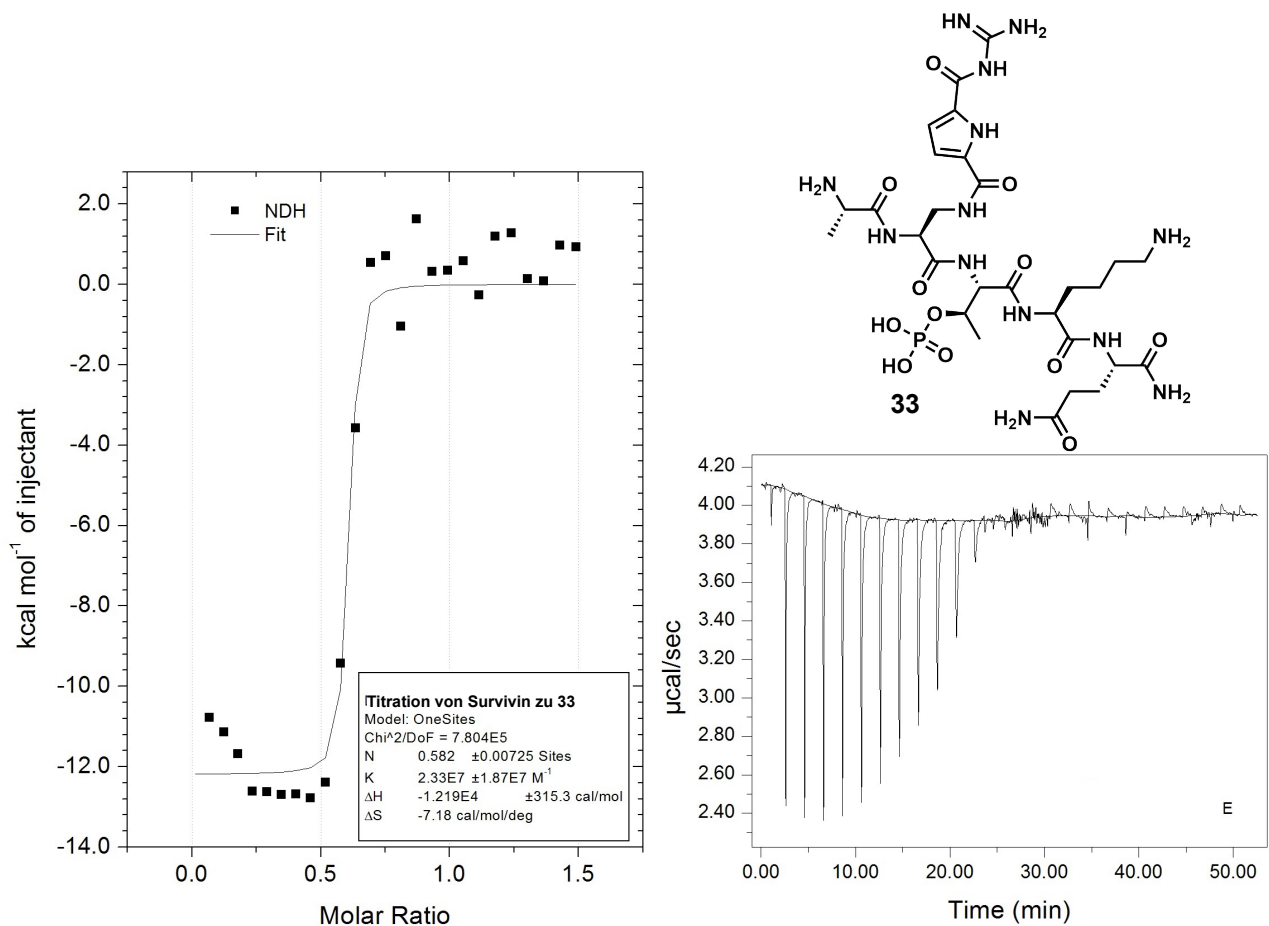 2.0
0.0
-2.0
-4.0
-6.0
-8.0
-10.0
-12.0
-14.0
kcal mol⁻¹ of injectant
NDH
Fit
Titration von Survivin zu 33
Model: OneSites
Chi^2/DoF = 7.804E5
N 0.582 ±0.00725 Sites
K 2.33E7 ±1.87E7 M⁻¹
ΔH -1.219E4 ±315.3 cal/mol
ΔS -7.18 cal/mol/deg
0.0 0.5 1.0 1.5
Molar Ratio
HN NH₂
O NH
NH
O
H₂N O NH
HN
NH O NH₂
O
HO O HN
P NH O
HO O O NH₂
33
H₂N
O
4.20
4.00
3.80
3.60
3.40
3.20
3.00
2.80
2.60
2.40
µcal/sec
E
0.00 10.00 20.00 30.00 40.00 50.00
Time (min)